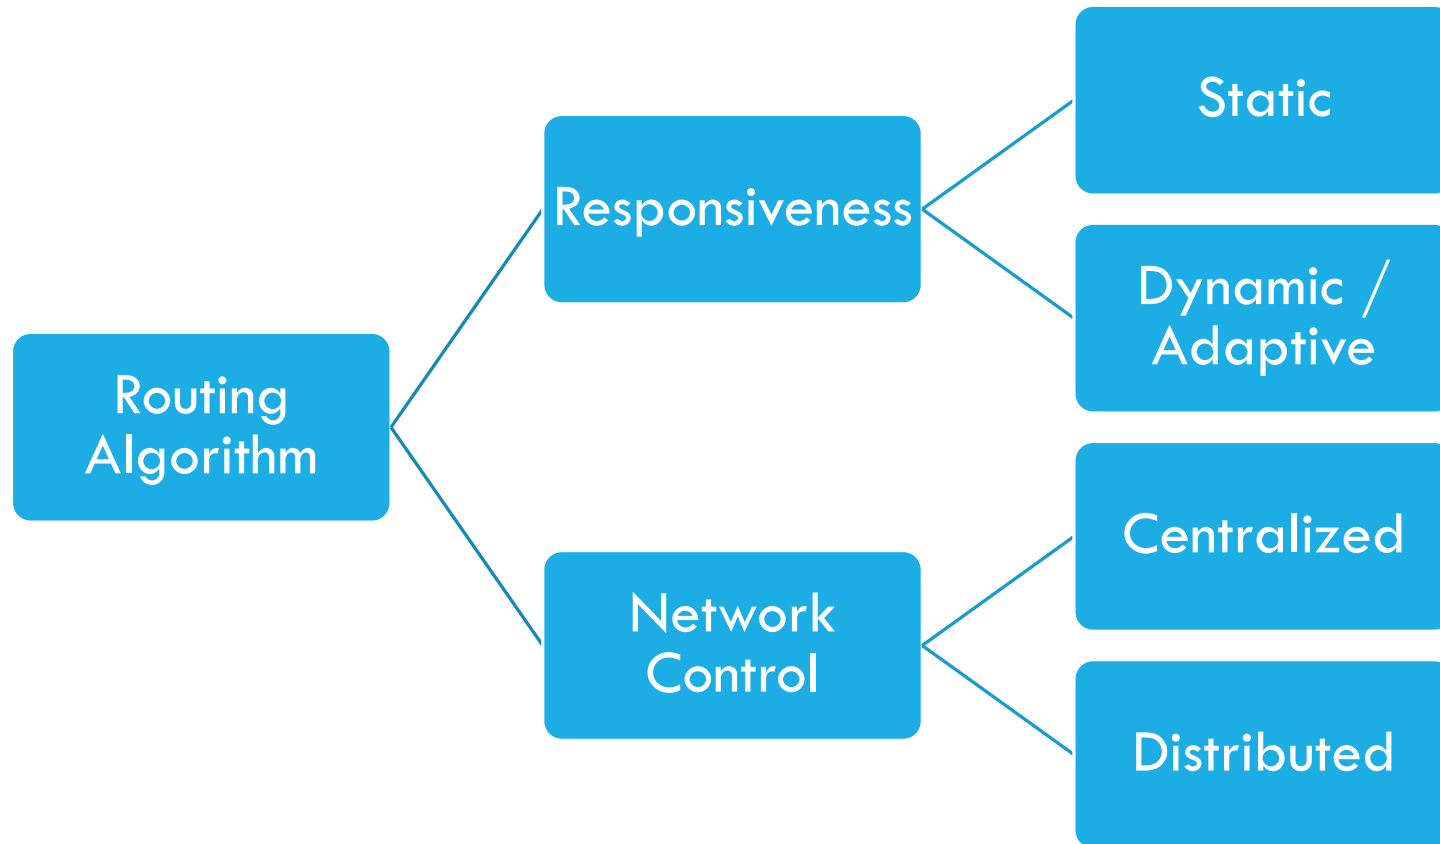 Routing
Algorithm
Responsiveness
Static
Dynamic /
Adaptive
Network
Control
Centralized
Distributed